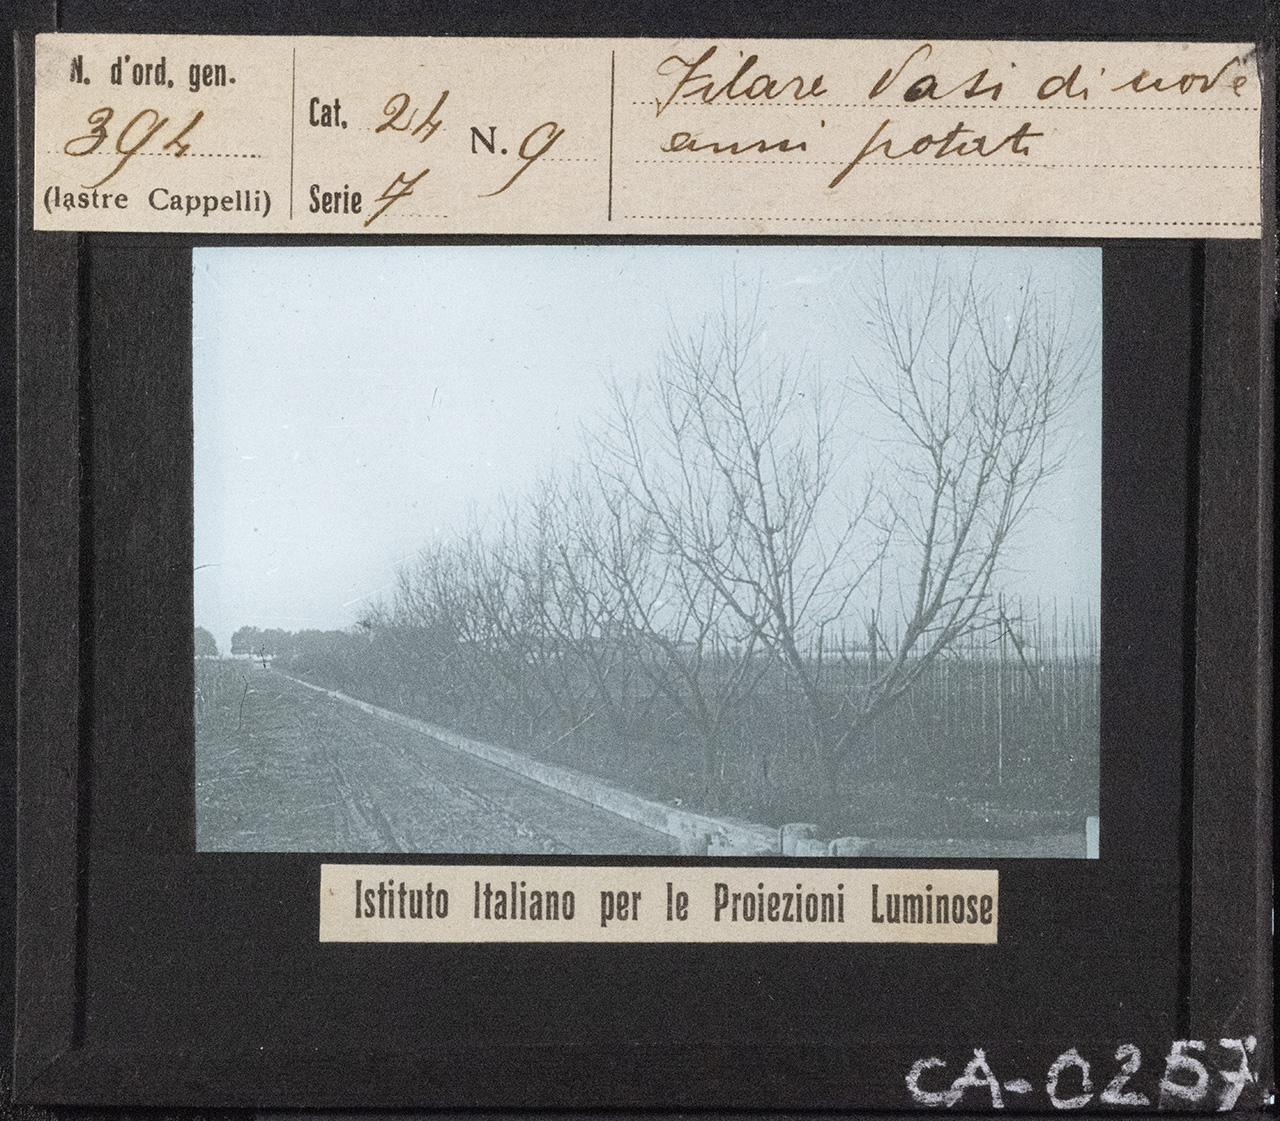 N. d'ord. gen.
394
(lastre Cappelli)
Cat. 24
N. 9
Serie 7
Filare Vasi di nove
anni potati
Istituto Italiano per le Proiezioni Luminose
CA-0257